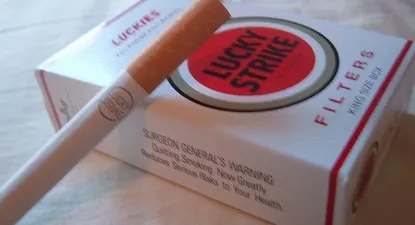 LUCKIES
LUCKY
STRIKE
FILTERS
KING SIZE BOX
SURGEON GENERAL'S WARNING:
Quitting Smoking Now Greatly
Reduces Serious Risks to Your Health.